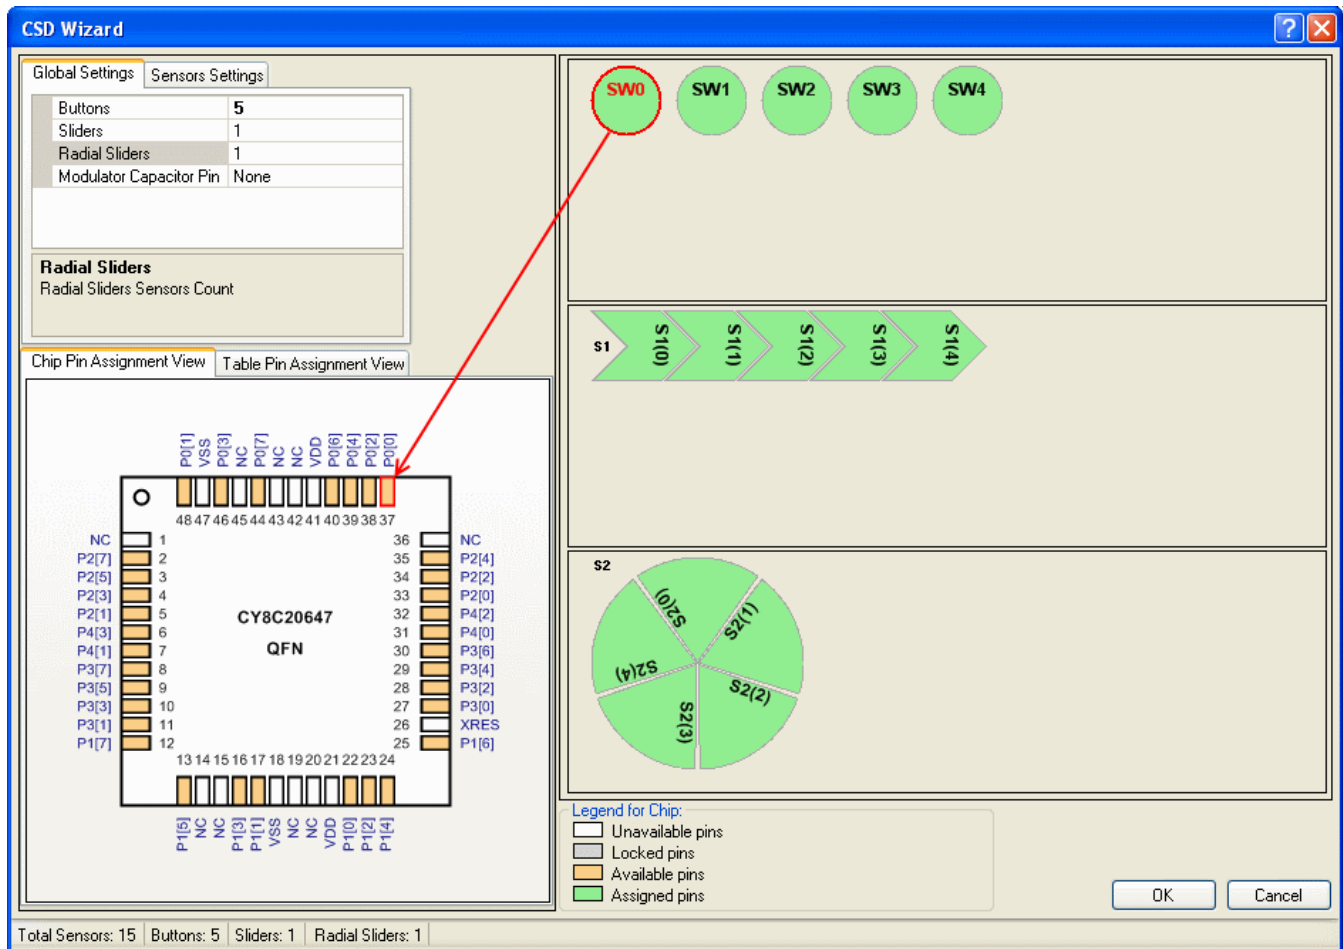 CSD Wizard
Global Settings Sensors Settings
Buttons 5
Sliders 1
Radial Sliders 1
Modulator Capacitor Pin None
Radial Sliders
Radial Sliders Sensors Count
Chip Pin Assignment View Table Pin Assignment View
P0[1] VSS P0[3] NC P0[7] NC NC VDD P0[6] P0[4] P0[2] P0[0]
48 47 46 45 44 43 42 41 40 39 38 37
NC 1 36 NC
P2[7] 2 35 P2[4]
P2[5] 3 34 P2[2]
P2[3] 4 33 P2[0]
P2[1] 5 32 P4[2]
P4[3] 6 31 P4[0]
P4[1] 7 30 P3[6]
P3[7] 8 29 P3[4]
P3[5] 9 28 P3[2]
P3[3] 10 27 P3[0]
P3[1] 11 26 XRES
P1[7] 12 25 P1[6]
CY8C20647
QFN
13 14 15 16 17 18 19 20 21 22 23 24
P1[5] NC NC P1[3] P1[1] VSS NC NC VDD P1[0] P1[2] P1[4]
SW0 SW1 SW2 SW3 SW4
S1 S1(0) S1(1) S1(2) S1(3) S1(4)
S2
S2(0) S2(1)
S2(4) S2(2)
S2(3)
Legend for Chip:
Unavailable pins
Locked pins
Available pins
Assigned pins
OK Cancel
Total Sensors: 15 Buttons: 5 Sliders: 1 Radial Sliders: 1